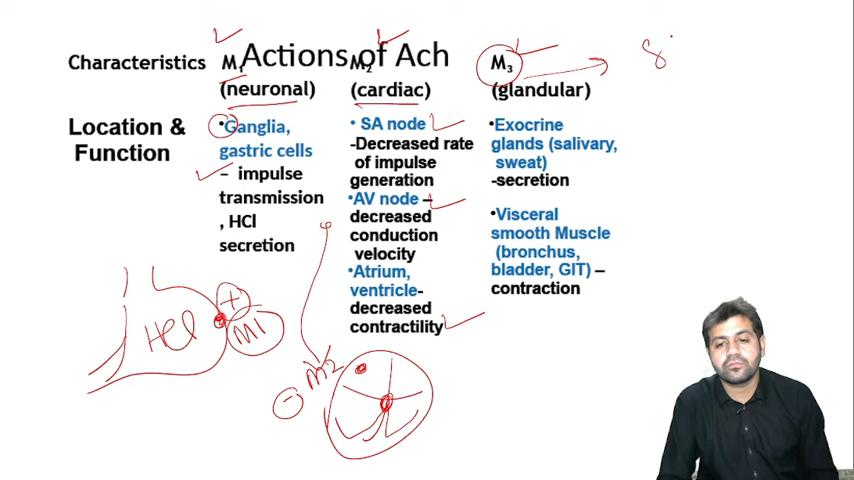 Actions of Ach
Characteristics
M1
(neuronal)
M2
(cardiac)
M3
(glandular)
Location &
Function
•Ganglia,
gastric cells
– impulse
transmission
, HCl
secretion
• SA node
-Decreased rate
of impulse
generation
•AV node –
decreased
conduction
velocity
•Atrium,
ventricle-
decreased
contractility
•Exocrine
glands (salivary,
sweat)
-secretion
•Visceral
smooth Muscle
(bronchus,
bladder, GIT) –
contraction
HCl
+
M1
M2
-
8